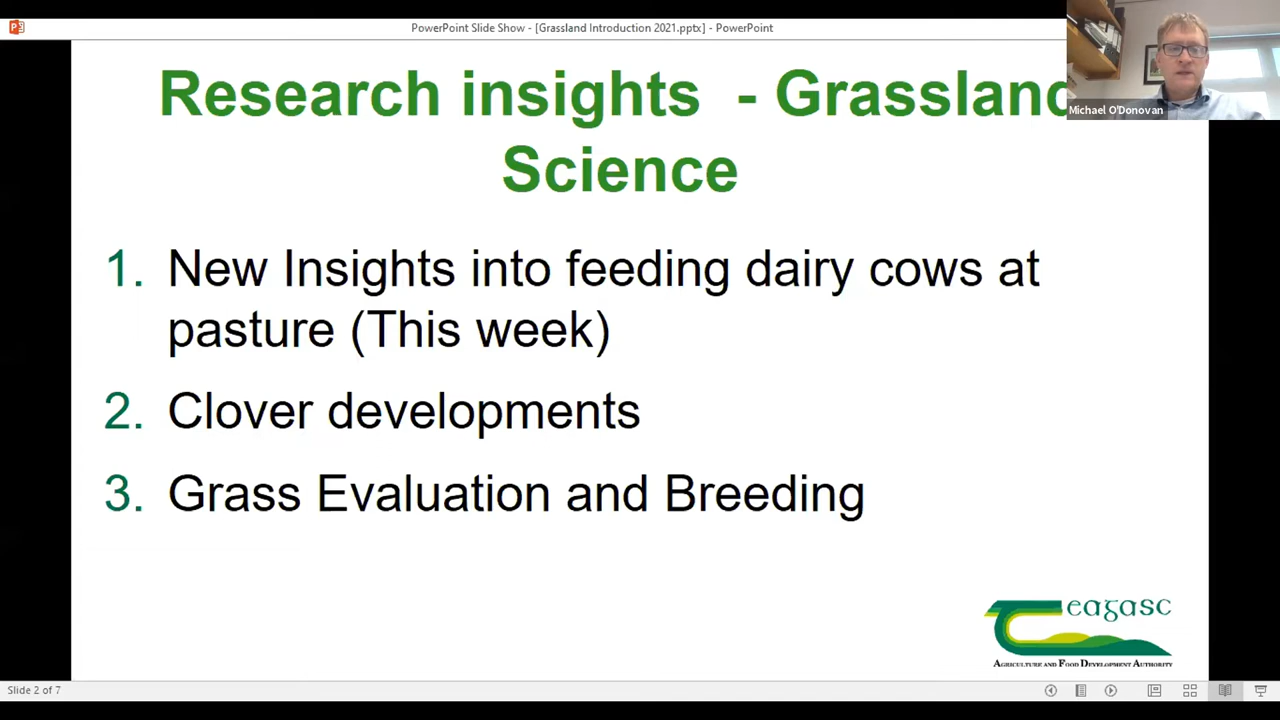 PowerPoint Slide Show - [Grassland Introduction 2021.pptx] - PowerPoint
Research insights - Grassland
Science
Michael O'Donovan
1. New Insights into feeding dairy cows at
pasture (This week)
2. Clover developments
3. Grass Evaluation and Breeding
Teagasc
AGRICULTURE AND FOOD DEVELOPMENT AUTHORITY
Slide 2 of 7